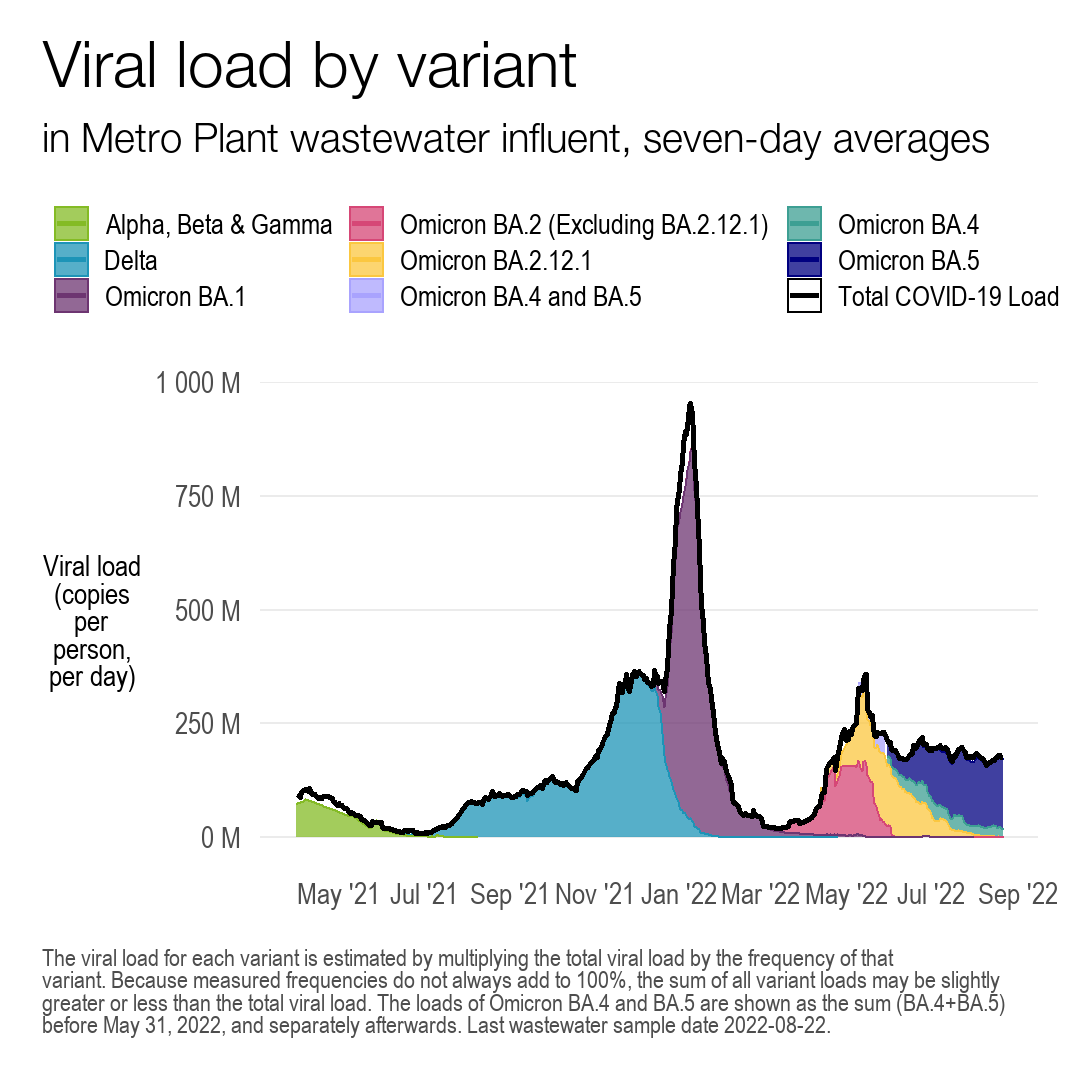 Viral load by variant
in Metro Plant wastewater influent, seven-day averages
Alpha, Beta & Gamma
Delta
Omicron BA.1
Omicron BA.2 (Excluding BA.2.12.1)
Omicron BA.2.12.1
Omicron BA.4 and BA.5
Omicron BA.4
Omicron BA.5
Total COVID-19 Load
1 000 M
750 M
500 M
250 M
0 M
Viral load
(copies
per
person,
per day)
May '21 Jul '21 Sep '21 Nov '21 Jan '22 Mar '22 May '22 Jul '22 Sep '22
The viral load for each variant is estimated by multiplying the total viral load by the frequency of that
variant. Because measured frequencies do not always add to 100%, the sum of all variant loads may be slightly
greater or less than the total viral load. The loads of Omicron BA.4 and BA.5 are shown as the sum (BA.4+BA.5)
before May 31, 2022, and separately afterwards. Last wastewater sample date 2022-08-22.